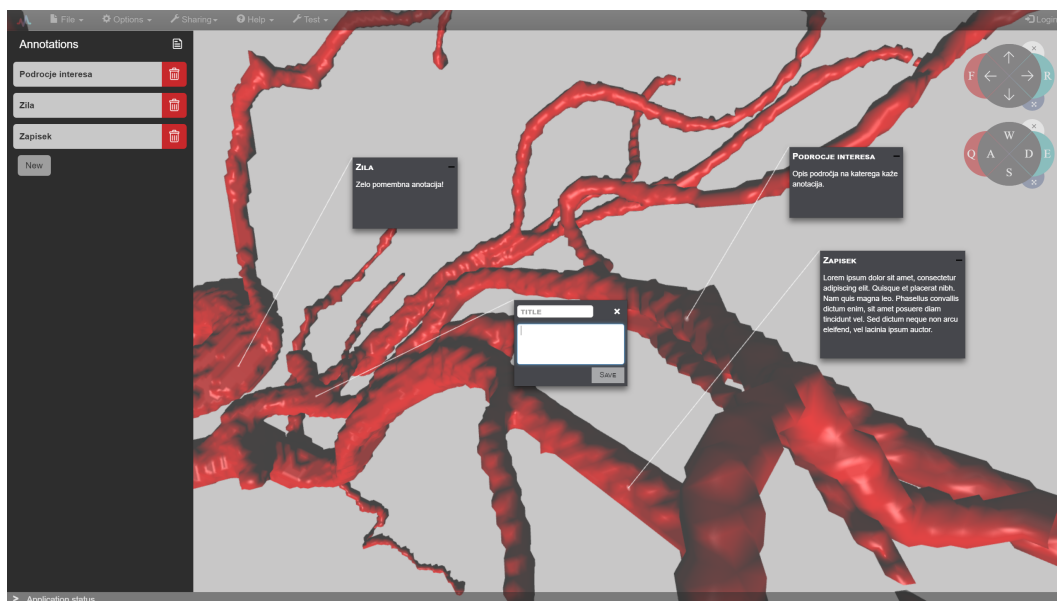 File
Options
Sharing
Help
Test
Login
Annotations
Podrocje interesa
Zila
Zapisek
New
ZILA
Zelo pomembna anotacija!
PODROCJE INTERESA
Opis področja na katerega kaže
anotacija.
ZAPISEK
Lorem ipsum dolor sit amet, consectetur
adipiscing elit. Quisque et placerat nibh.
Nam quis magna leo. Phasellus convallis
dictum enim, sit amet posuere diam
tincidunt vel. Sed dictum neque non arcu
eleifend, vel lacinia ipsum auctor.
TITLE
SAVE
F
R
W
Q A D E
S
> Application status